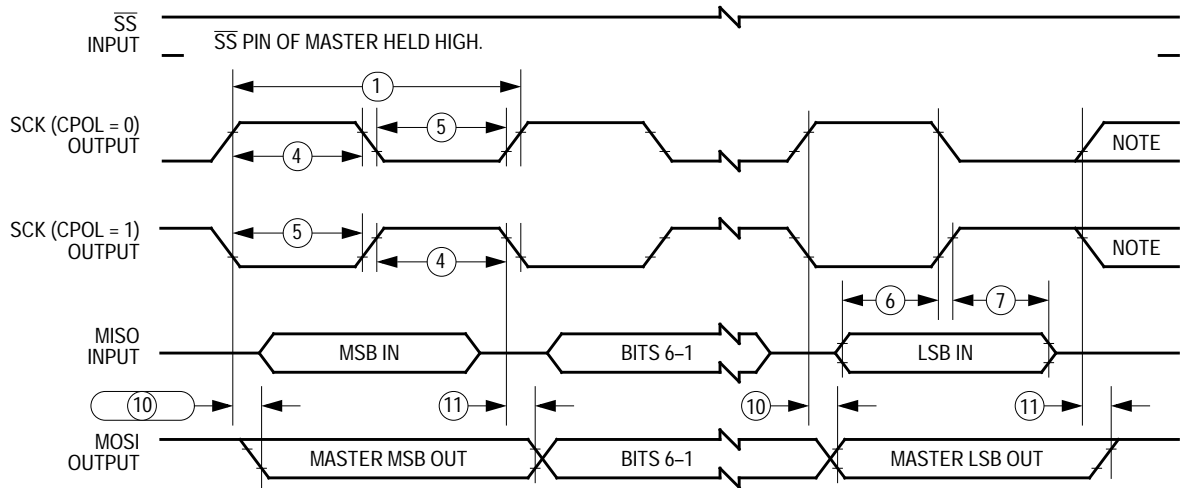 SS
INPUT
SS PIN OF MASTER HELD HIGH.
1
SCK (CPOL = 0)
OUTPUT
5
4
NOTE
SCK (CPOL = 1)
OUTPUT
5
4
NOTE
6
7
MISO
INPUT
MSB IN
BITS 6–1
LSB IN
10
11
10
11
MOSI
OUTPUT
MASTER MSB OUT
BITS 6–1
MASTER LSB OUT